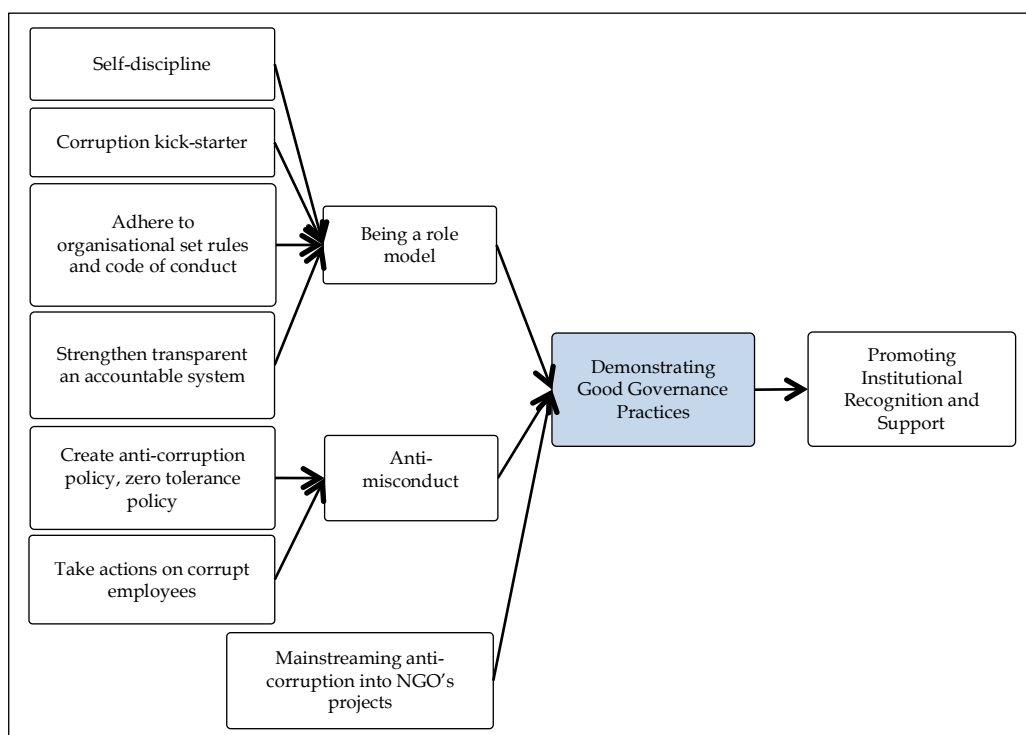 Self-discipline
Corruption kick-starter
Adhere to
organisational set rules
and code of conduct
Strengthen transparent
an accountable system
Create anti-corruption
policy, zero tolerance
policy
Take actions on corrupt
employees
Mainstreaming anti-
corruption into NGO’s
projects
Being a role
model
Anti-
misconduct
Demonstrating
Good Governance
Practices
Promoting
Institutional
Recognition and
Support